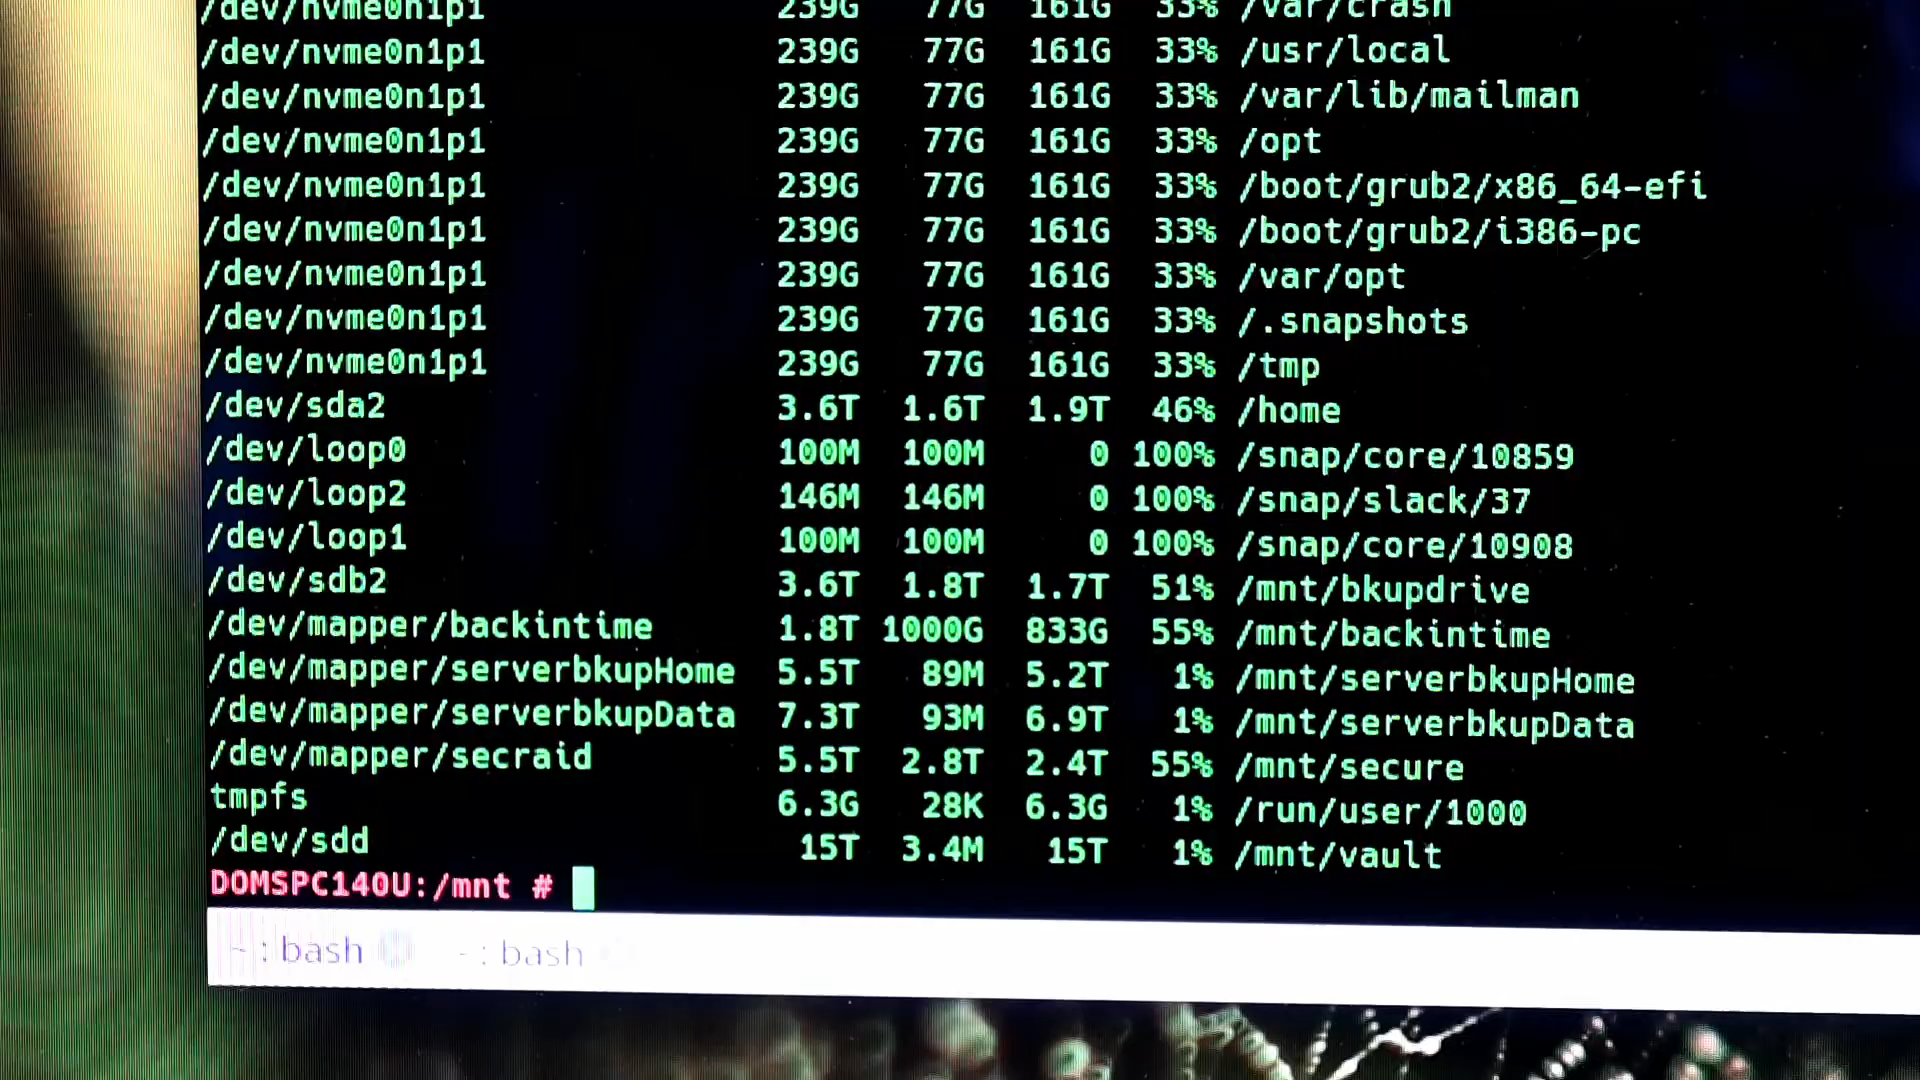 /dev/nvme0n1p1 239G 77G 161G 33% /var/crash
/dev/nvme0n1p1 239G 77G 161G 33% /usr/local
/dev/nvme0n1p1 239G 77G 161G 33% /var/lib/mailman
/dev/nvme0n1p1 239G 77G 161G 33% /opt
/dev/nvme0n1p1 239G 77G 161G 33% /boot/grub2/x86_64-efi
/dev/nvme0n1p1 239G 77G 161G 33% /boot/grub2/i386-pc
/dev/nvme0n1p1 239G 77G 161G 33% /var/opt
/dev/nvme0n1p1 239G 77G 161G 33% /.snapshots
/dev/nvme0n1p1 239G 77G 161G 33% /tmp
/dev/sda2 3.6T 1.6T 1.9T 46% /home
/dev/loop0 100M 100M 0 100% /snap/core/10859
/dev/loop2 146M 146M 0 100% /snap/slack/37
/dev/loop1 100M 100M 0 100% /snap/core/10908
/dev/sdb2 3.6T 1.8T 1.7T 51% /mnt/bkupdrive
/dev/mapper/backintime 1.8T 1000G 833G 55% /mnt/backintime
/dev/mapper/serverbkupHome 5.5T 89M 5.2T 1% /mnt/serverbkupHome
/dev/mapper/serverbkupData 7.3T 93M 6.9T 1% /mnt/serverbkupData
/dev/mapper/secraid 5.5T 2.8T 2.4T 55% /mnt/secure
tmpfs 6.3G 28K 6.3G 1% /run/user/1000
/dev/sdd 15T 3.4M 15T 1% /mnt/vault
DOMSPC140U:/mnt #
~ : bash ~ : bash